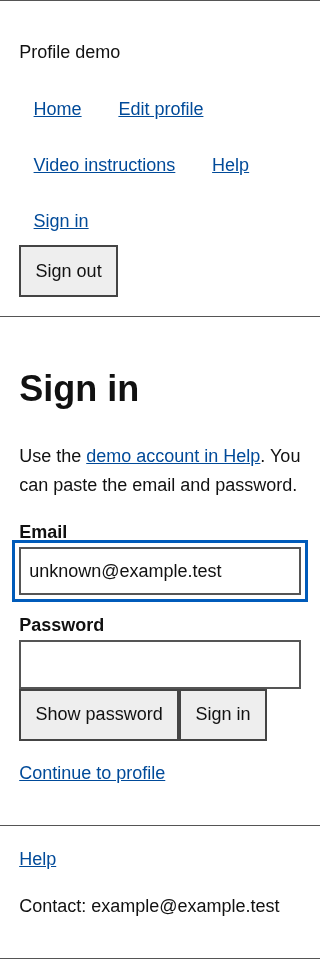 Profile demo
Home Edit profile
Video instructions Help
Sign in
Sign out
Sign in
Use the demo account in Help. You
can paste the email and password.
Email
unknown@example.test
Password
Show password Sign in
Continue to profile
Help
Contact: example@example.test